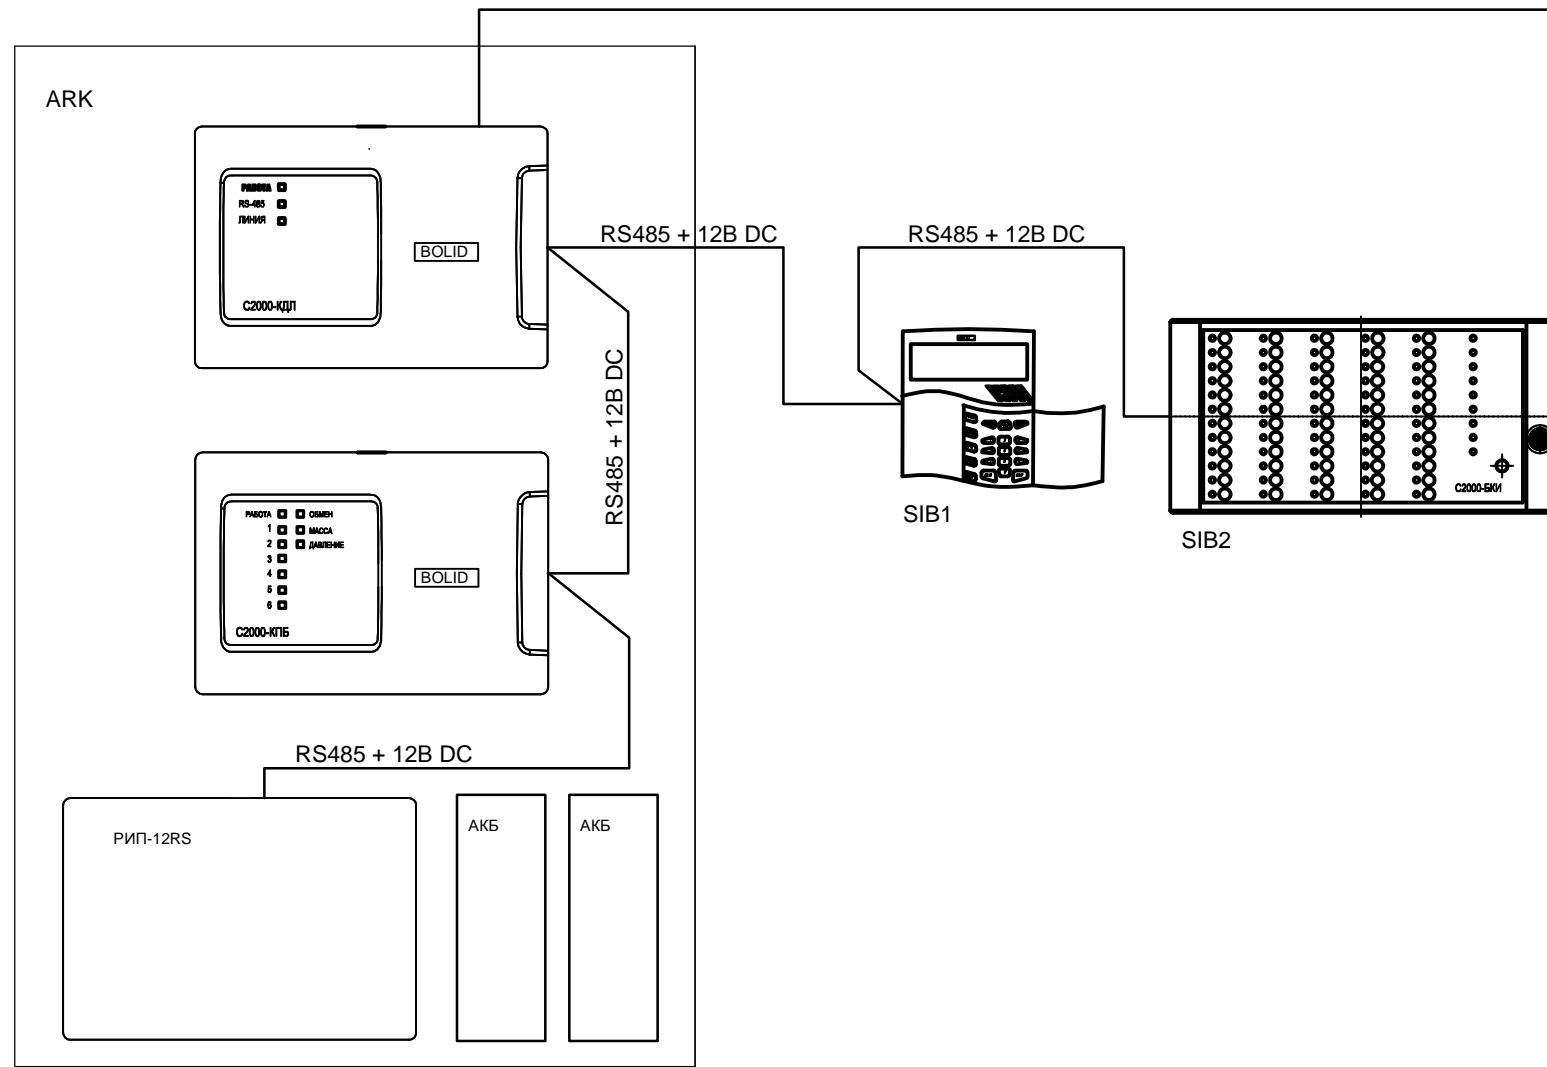 ARK
РАБОТА
RS-485
ЛИНИЯ
BOLID
С2000-КДЛ
RS485 + 12В DC
RS485 + 12В DC
RS485 + 12В DC
SIB1
С2000-БКИ
SIB2
РАБОТА ОБМЕН
1 МАССА
2 ДАВЛЕНИЕ
3
4
5
6
BOLID
С2000-КПБ
RS485 + 12В DC
РИП-12RS
АКБ
АКБ